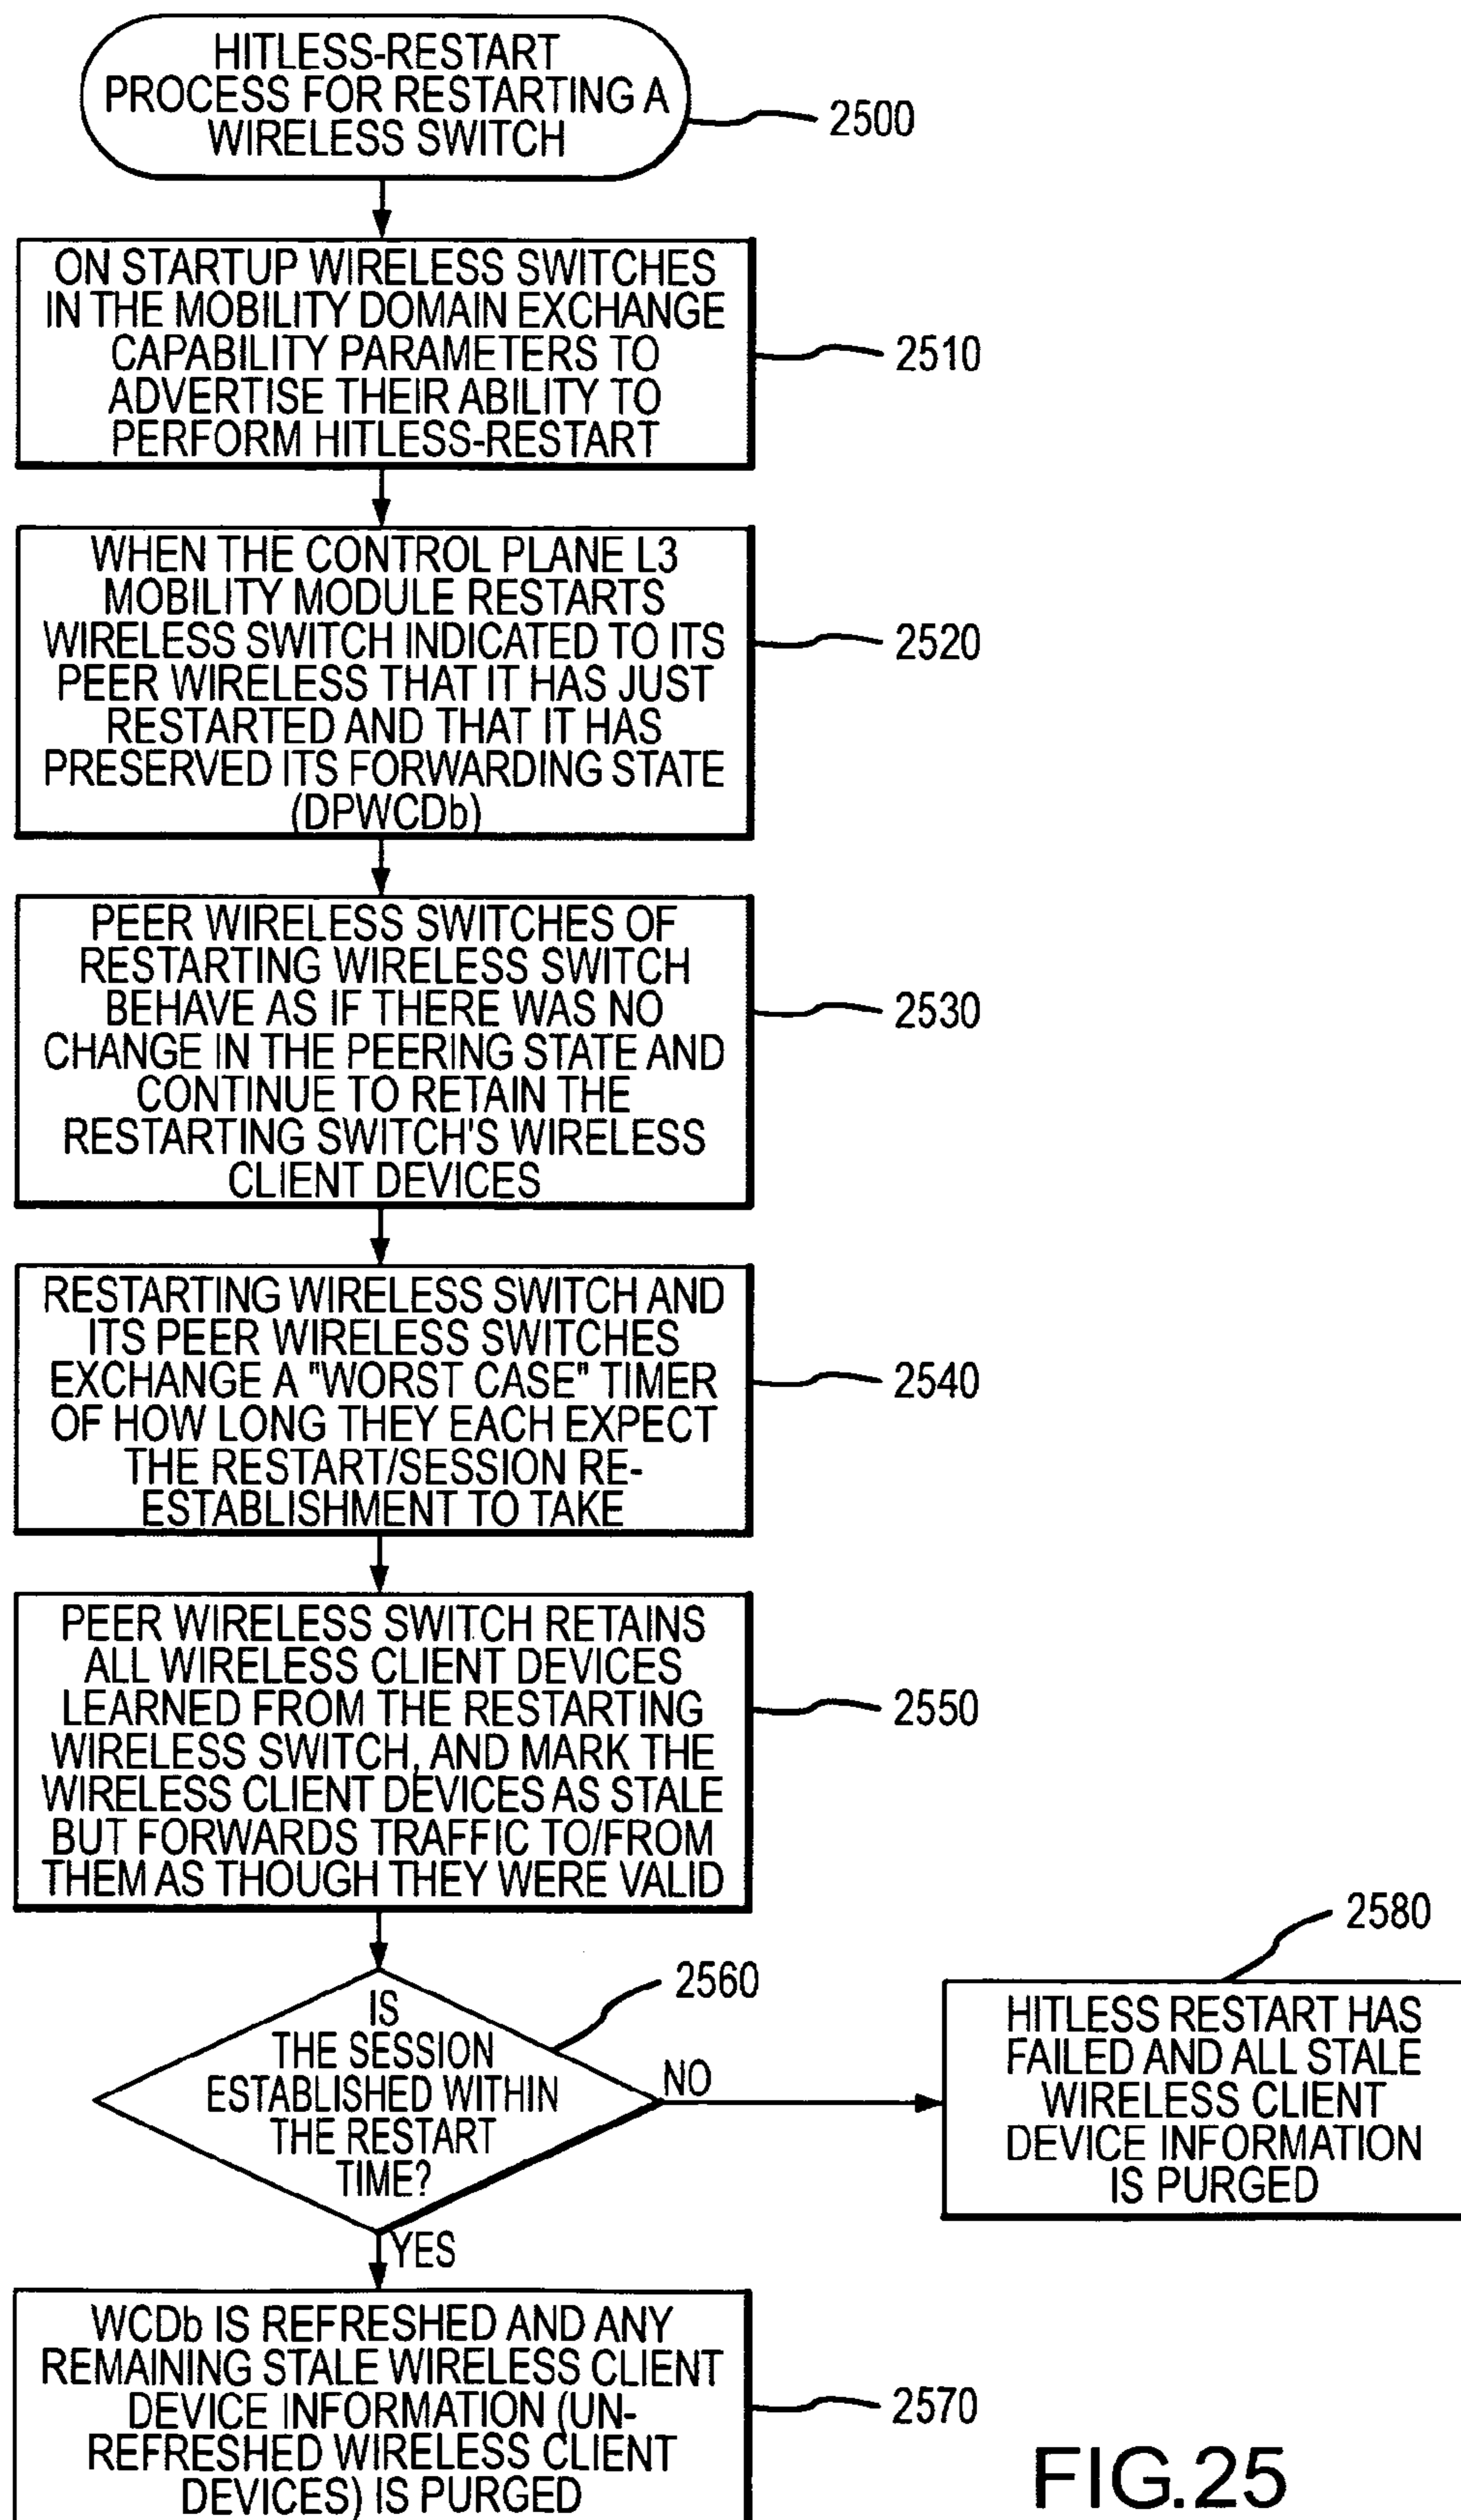 HITLESS-RESTART
PROCESS FOR RESTARTING A
WIRELESS SWITCH
2500
ON STARTUP WIRELESS SWITCHES
IN THE MOBILITY DOMAIN EXCHANGE
CAPABILITY PARAMETERS TO
ADVERTISE THEIR ABILITY TO
PERFORM HITLESS-RESTART
2510
WHEN THE CONTROL PLANE L3
MOBILITY MODULE RESTARTS
WIRELESS SWITCH INDICATED TO ITS
PEER WIRELESS THAT IT HAS JUST
RESTARTED AND THAT IT HAS
PRESERVED ITS FORWARDING STATE
(DPWCDb)
2520
PEER WIRELESS SWITCHES OF
RESTARTING WIRELESS SWITCH
BEHAVE AS IF THERE WAS NO
CHANGE IN THE PEERING STATE AND
CONTINUE TO RETAIN THE
RESTARTING SWITCH'S WIRELESS
CLIENT DEVICES
2530
RESTARTING WIRELESS SWITCH AND
ITS PEER WIRELESS SWITCHES
EXCHANGE A "WORST CASE" TIMER
OF HOW LONG THEY EACH EXPECT
THE RESTART/SESSION RE-
ESTABLISHMENT TO TAKE
2540
PEER WIRELESS SWITCH RETAINS
ALL WIRELESS CLIENT DEVICES
LEARNED FROM THE RESTARTING
WIRELESS SWITCH, AND MARK THE
WIRELESS CLIENT DEVICES AS STALE
BUT FORWARDS TRAFFIC TO/FROM
THEM AS THOUGH THEY WERE VALID
2550
IS
THE SESSION
ESTABLISHED WITHIN
THE RESTART
TIME?
2560
NO
HITLESS RESTART HAS
FAILED AND ALL STALE
WIRELESS CLIENT
DEVICE INFORMATION
IS PURGED
2580
YES
WCDb IS REFRESHED AND ANY
REMAINING STALE WIRELESS CLIENT
DEVICE INFORMATION (UN-
REFRESHED WIRELESS CLIENT
DEVICES) IS PURGED
2570
FIG.25